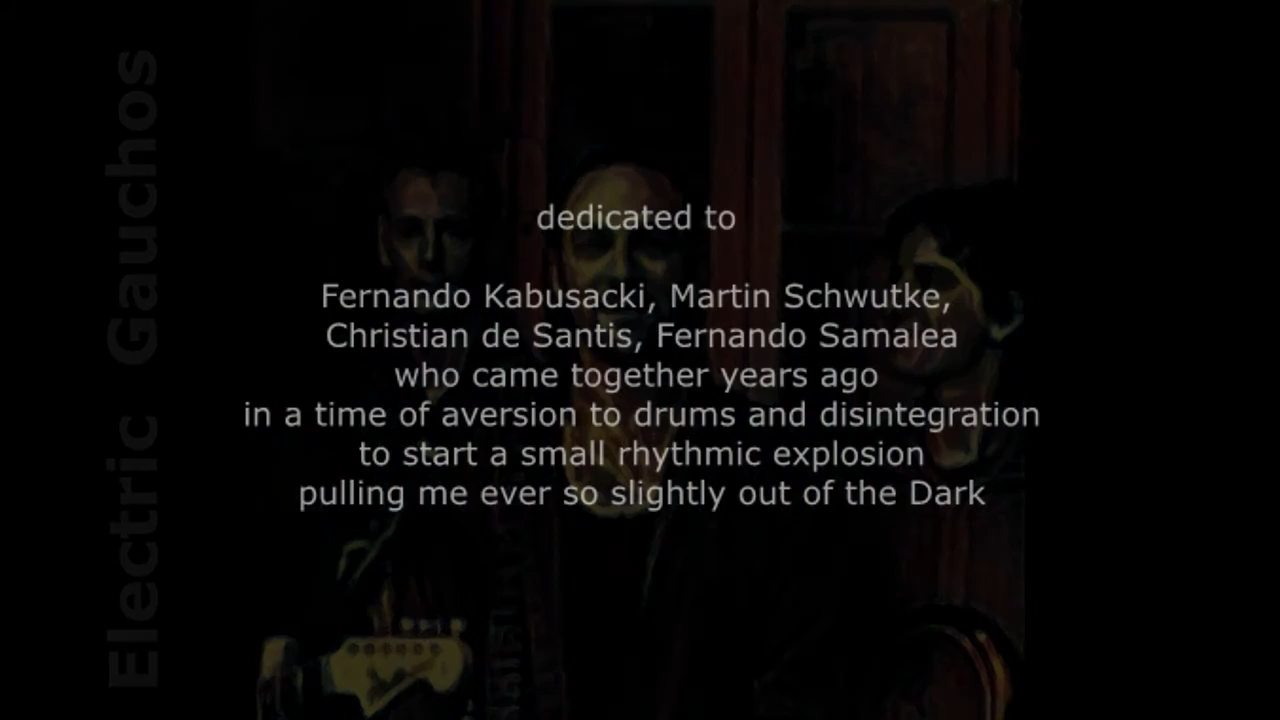 Electric Gauchos
dedicated to
Fernando Kabusacki, Martin Schwutke,
Christian de Santis, Fernando Samalea
who came together years ago
in a time of aversion to drums and disintegration
to start a small rhythmic explosion
pulling me ever so slightly out of the Dark